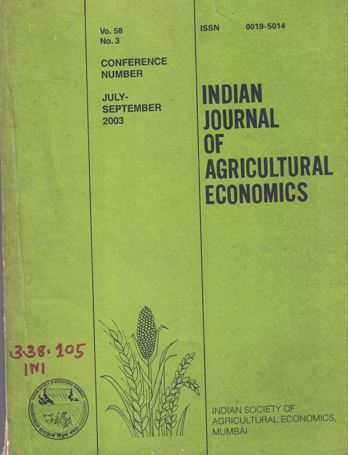 Vo. 58
No. 3
ISSN 0019-5014
CONFERENCE
NUMBER
JULY-
SEPTEMBER
2003
INDIAN
JOURNAL
OF
AGRICULTURAL
ECONOMICS
338.105
INI
INDIAN SOCIETY OF
AGRICULTURAL ECONOMICS,
MUMBAI